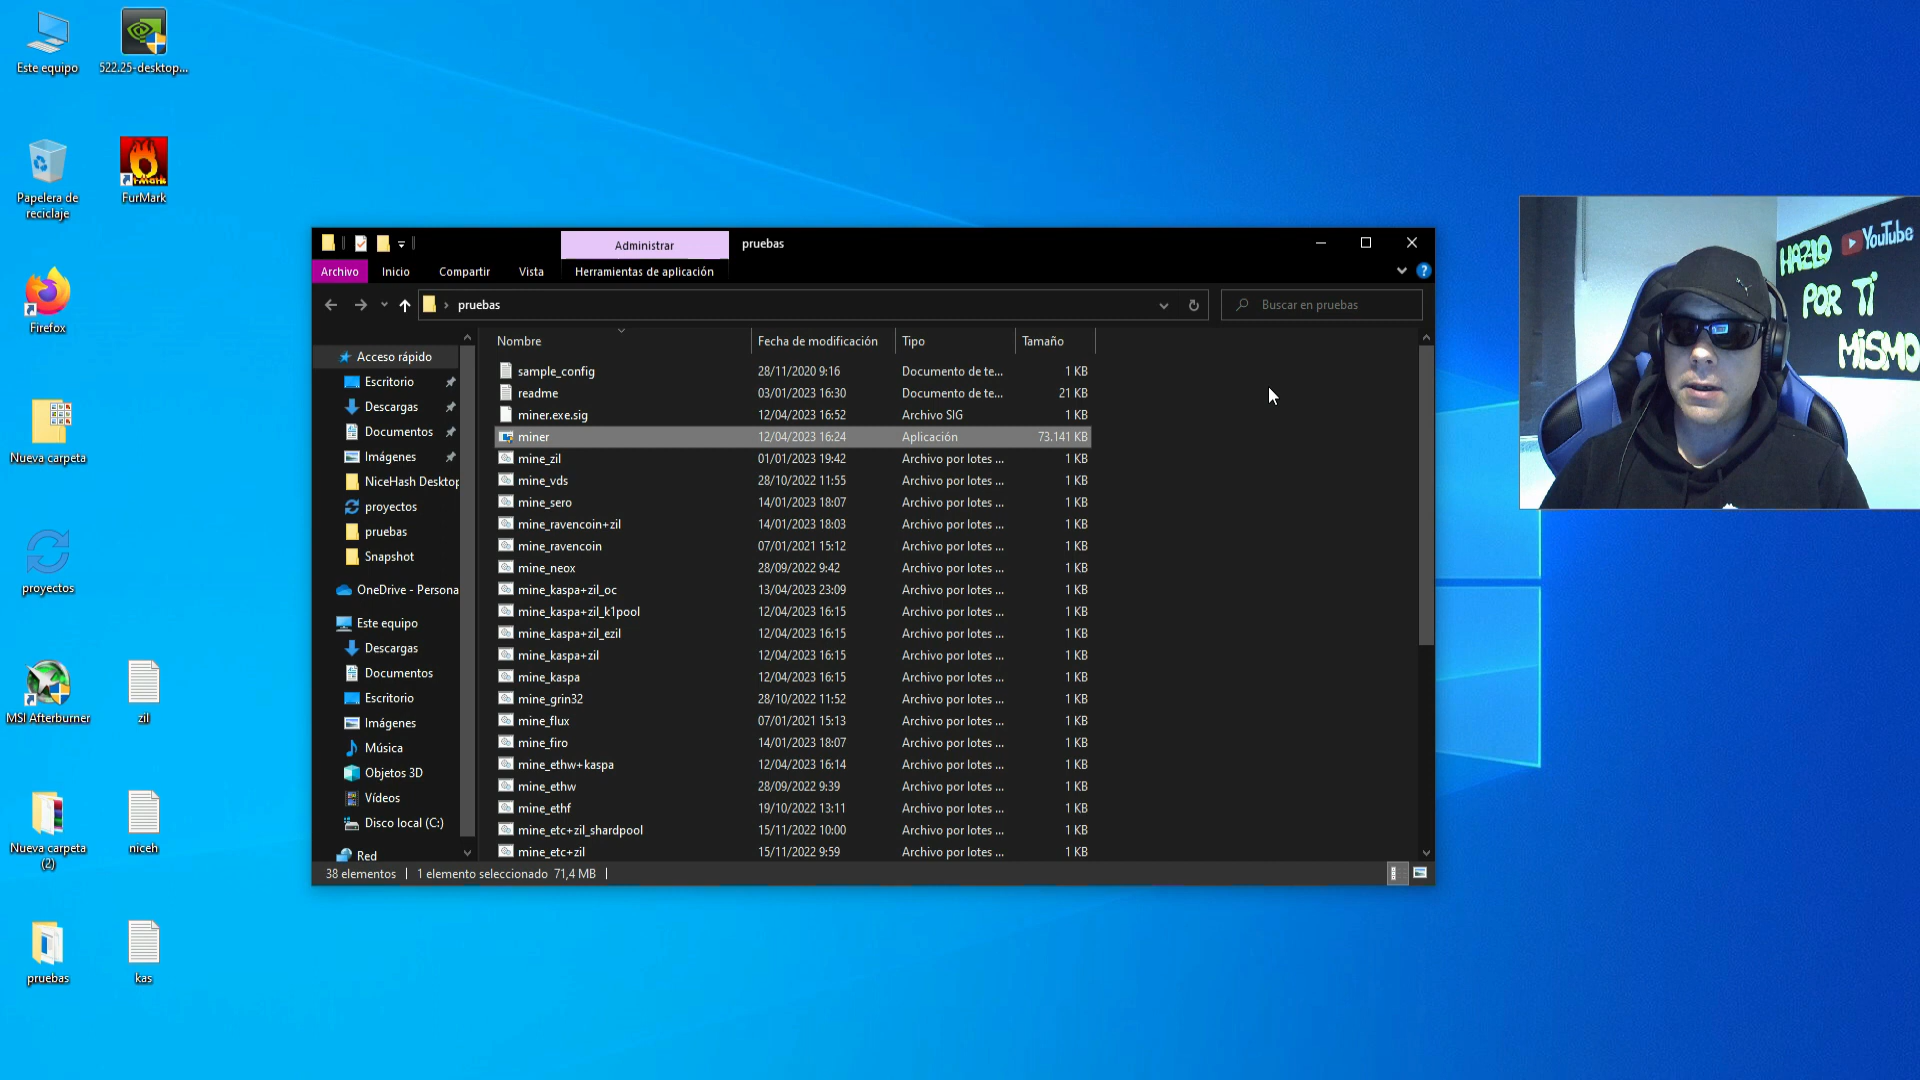 Este equipo
522.25-desktop...
Papelera de
reciclaje
FurMark
Firefox
Nueva carpeta
proyectos
MSI Afterburner
zil
Nueva carpeta
(2)
niceh
pruebas
kas
Administrar
pruebas
Archivo
Inicio
Compartir
Vista
Herramientas de aplicación
pruebas
Buscar en pruebas
Acceso rápido
Escritorio
Descargas
Documentos
Imágenes
NiceHash Desktop
proyectos
pruebas
Snapshot
OneDrive - Persona
Este equipo
Descargas
Documentos
Escritorio
Imágenes
Música
Objetos 3D
Vídeos
Disco local (C:)
Red
Nombre Fecha de modificación Tipo Tamaño
sample_config 28/11/2020 9:16 Documento de te... 1 KB
readme 03/01/2023 16:30 Documento de te... 21 KB
miner.exe.sig 12/04/2023 16:52 Archivo SIG 1 KB
miner 12/04/2023 16:24 Aplicación 73.141 KB
mine_zil 01/01/2023 19:42 Archivo por lotes ... 1 KB
mine_vds 28/10/2022 11:55 Archivo por lotes ... 1 KB
mine_sero 14/01/2023 18:07 Archivo por lotes ... 1 KB
mine_ravencoin+zil 14/01/2023 18:03 Archivo por lotes ... 1 KB
mine_ravencoin 07/01/2021 15:12 Archivo por lotes ... 1 KB
mine_neox 28/09/2022 9:42 Archivo por lotes ... 1 KB
mine_kaspa+zil_oc 13/04/2023 23:09 Archivo por lotes ... 1 KB
mine_kaspa+zil_k1pool 12/04/2023 16:15 Archivo por lotes ... 1 KB
mine_kaspa+zil_ezil 12/04/2023 16:15 Archivo por lotes ... 1 KB
mine_kaspa+zil 12/04/2023 16:15 Archivo por lotes ... 1 KB
mine_kaspa 12/04/2023 16:15 Archivo por lotes ... 1 KB
mine_grin32 28/10/2022 11:52 Archivo por lotes ... 1 KB
mine_flux 07/01/2021 15:13 Archivo por lotes ... 1 KB
mine_firo 14/01/2023 18:07 Archivo por lotes ... 1 KB
mine_ethw+kaspa 12/04/2023 16:14 Archivo por lotes ... 1 KB
mine_ethw 28/09/2022 9:39 Archivo por lotes ... 1 KB
mine_ethf 19/10/2022 13:11 Archivo por lotes ... 1 KB
mine_etc+zil_shardpool 15/11/2022 10:00 Archivo por lotes ... 1 KB
mine_etc+zil 15/11/2022 9:59 Archivo por lotes ... 1 KB
38 elementos 1 elemento seleccionado 71,4 MB
HAZLO YouTube
POR TI
MiSMO